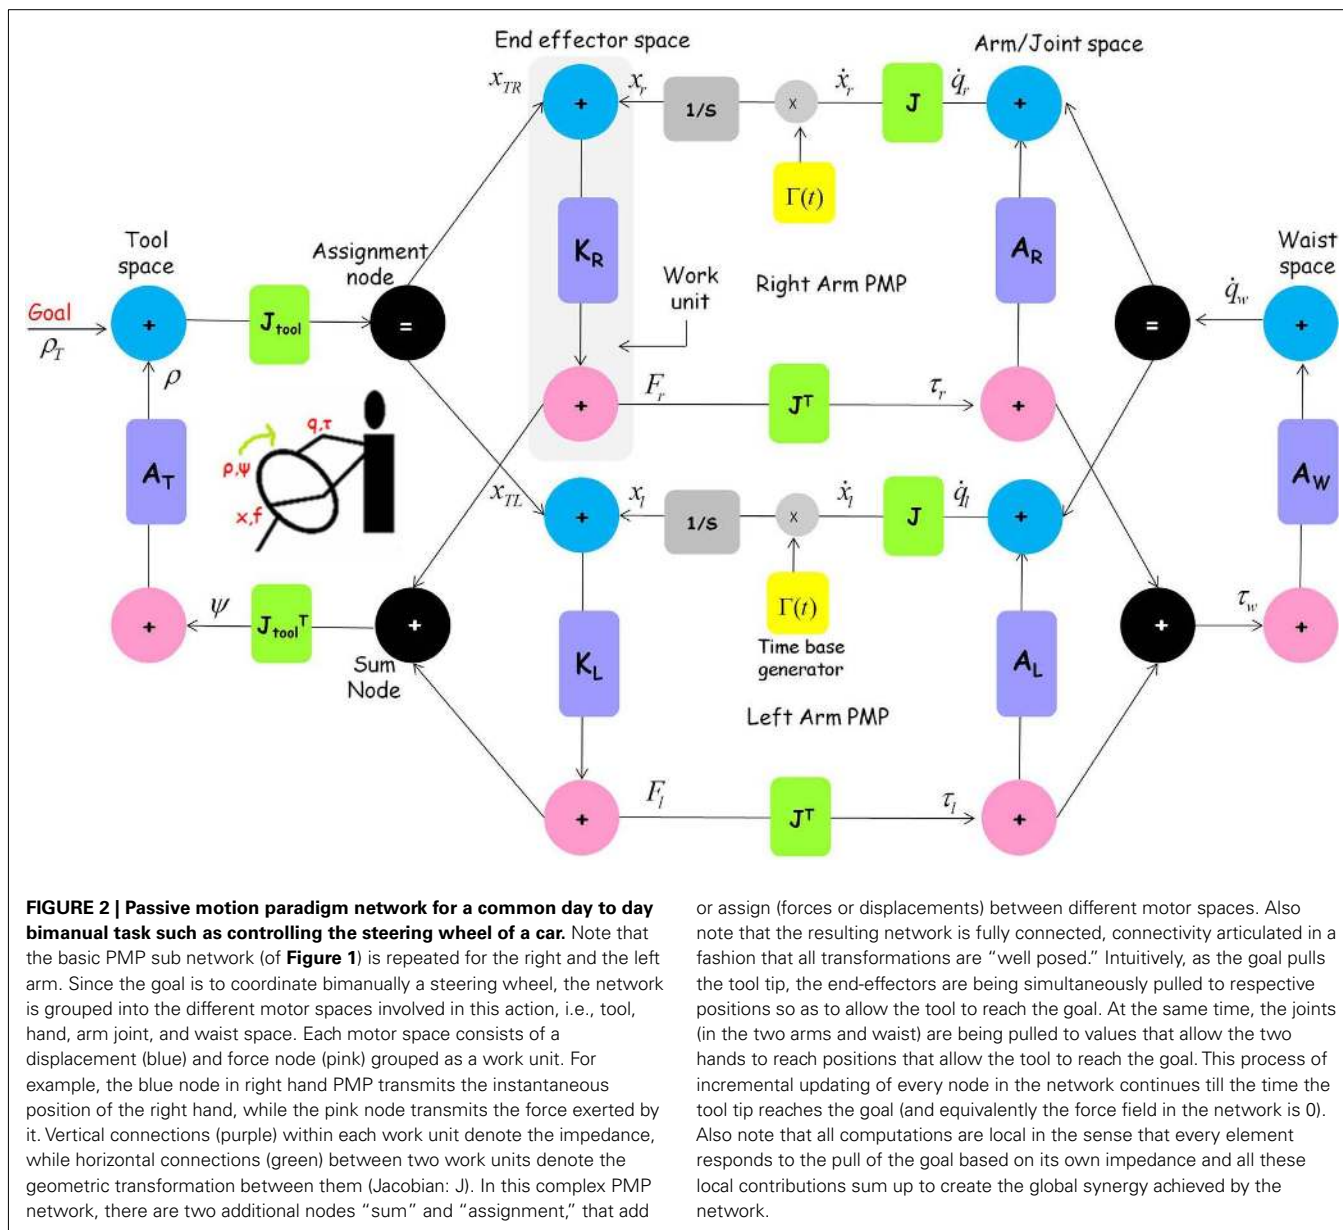 End effector space
Arm/Joint space
x_{TR}
+
x_r
1/S
x
ẋ_r
J
q̇_r
+
Γ(t)
Tool
space
Assignment
node
K_R
Work
unit
Right Arm PMP
A_R
Waist
space
Goal
ρ_T
+
J_{tool}
=
=
q̇_w
+
ρ
+
F_r
J^T
τ_r
+
q,τ
ρ,ψ
x,f
A_T
x_{TL}
+
x_l
1/S
x
ẋ_l
J
q̇_l
+
A_W
Γ(t)
Time base
generator
+
ψ
J_{tool}^T
+
Sum
Node
K_L
A_L
+
τ_w
+
Left Arm PMP
+
F_l
J^T
τ_l
+
FIGURE 2 | Passive motion paradigm network for a common day to day
bimanual task such as controlling the steering wheel of a car. Note that
the basic PMP sub network (of Figure 1) is repeated for the right and the left
arm. Since the goal is to coordinate bimanually a steering wheel, the network
is grouped into the different motor spaces involved in this action, i.e., tool,
hand, arm joint, and waist space. Each motor space consists of a
displacement (blue) and force node (pink) grouped as a work unit. For
example, the blue node in right hand PMP transmits the instantaneous
position of the right hand, while the pink node transmits the force exerted by
it. Vertical connections (purple) within each work unit denote the impedance,
while horizontal connections (green) between two work units denote the
geometric transformation between them (Jacobian: J). In this complex PMP
network, there are two additional nodes “sum” and “assignment,” that add
or assign (forces or displacements) between different motor spaces. Also
note that the resulting network is fully connected, connectivity articulated in a
fashion that all transformations are “well posed.” Intuitively, as the goal pulls
the tool tip, the end-effectors are being simultaneously pulled to respective
positions so as to allow the tool to reach the goal. At the same time, the joints
(in the two arms and waist) are being pulled to values that allow the two
hands to reach positions that allow the tool to reach the goal. This process of
incremental updating of every node in the network continues till the time the
tool tip reaches the goal (and equivalently the force field in the network is 0).
Also note that all computations are local in the sense that every element
responds to the pull of the goal based on its own impedance and all these
local contributions sum up to create the global synergy achieved by the
network.